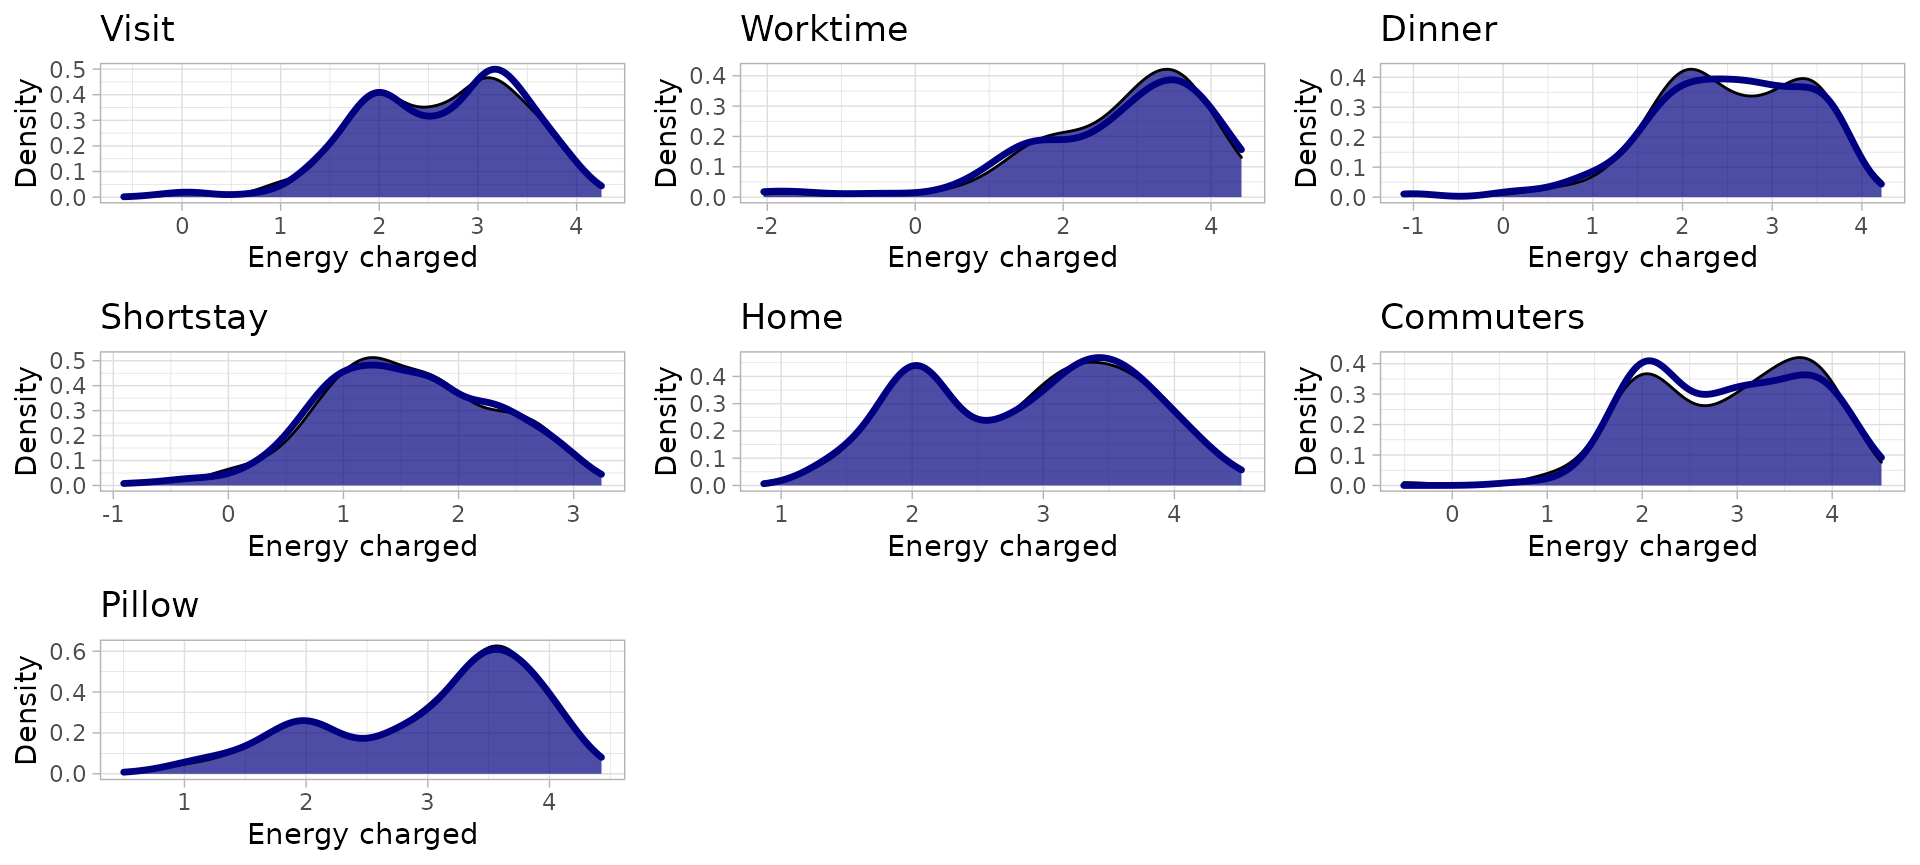 Visit
Worktime
Dinner
Density
0.5
0.4
0.3
0.2
0.1
0.0
0 1 2 3 4
Energy charged
Density
0.4
0.3
0.2
0.1
0.0
-2 0 2 4
Energy charged
Density
0.4
0.3
0.2
0.1
0.0
-1 0 1 2 3 4
Energy charged
Shortstay
Home
Commuters
Density
0.5
0.4
0.3
0.2
0.1
0.0
-1 0 1 2 3
Energy charged
Density
0.4
0.3
0.2
0.1
0.0
1 2 3 4
Energy charged
Density
0.4
0.3
0.2
0.1
0.0
0 1 2 3 4
Energy charged
Pillow
Density
0.6
0.4
0.2
0.0
1 2 3 4
Energy charged